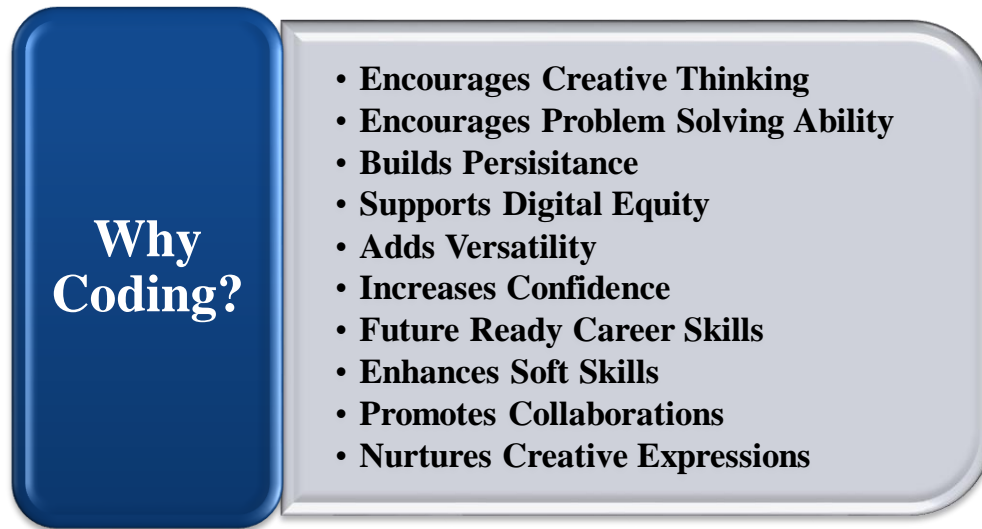 Why
Coding?
• Encourages Creative Thinking
• Encourages Problem Solving Ability
• Builds Persisitance
• Supports Digital Equity
• Adds Versatility
• Increases Confidence
• Future Ready Career Skills
• Enhances Soft Skills
• Promotes Collaborations
• Nurtures Creative Expressions